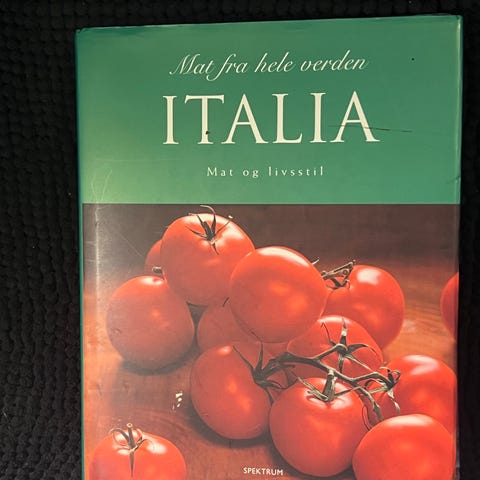 Mat fra hele verden
ITALIA
Mat og livsstil
SPEKTRUM